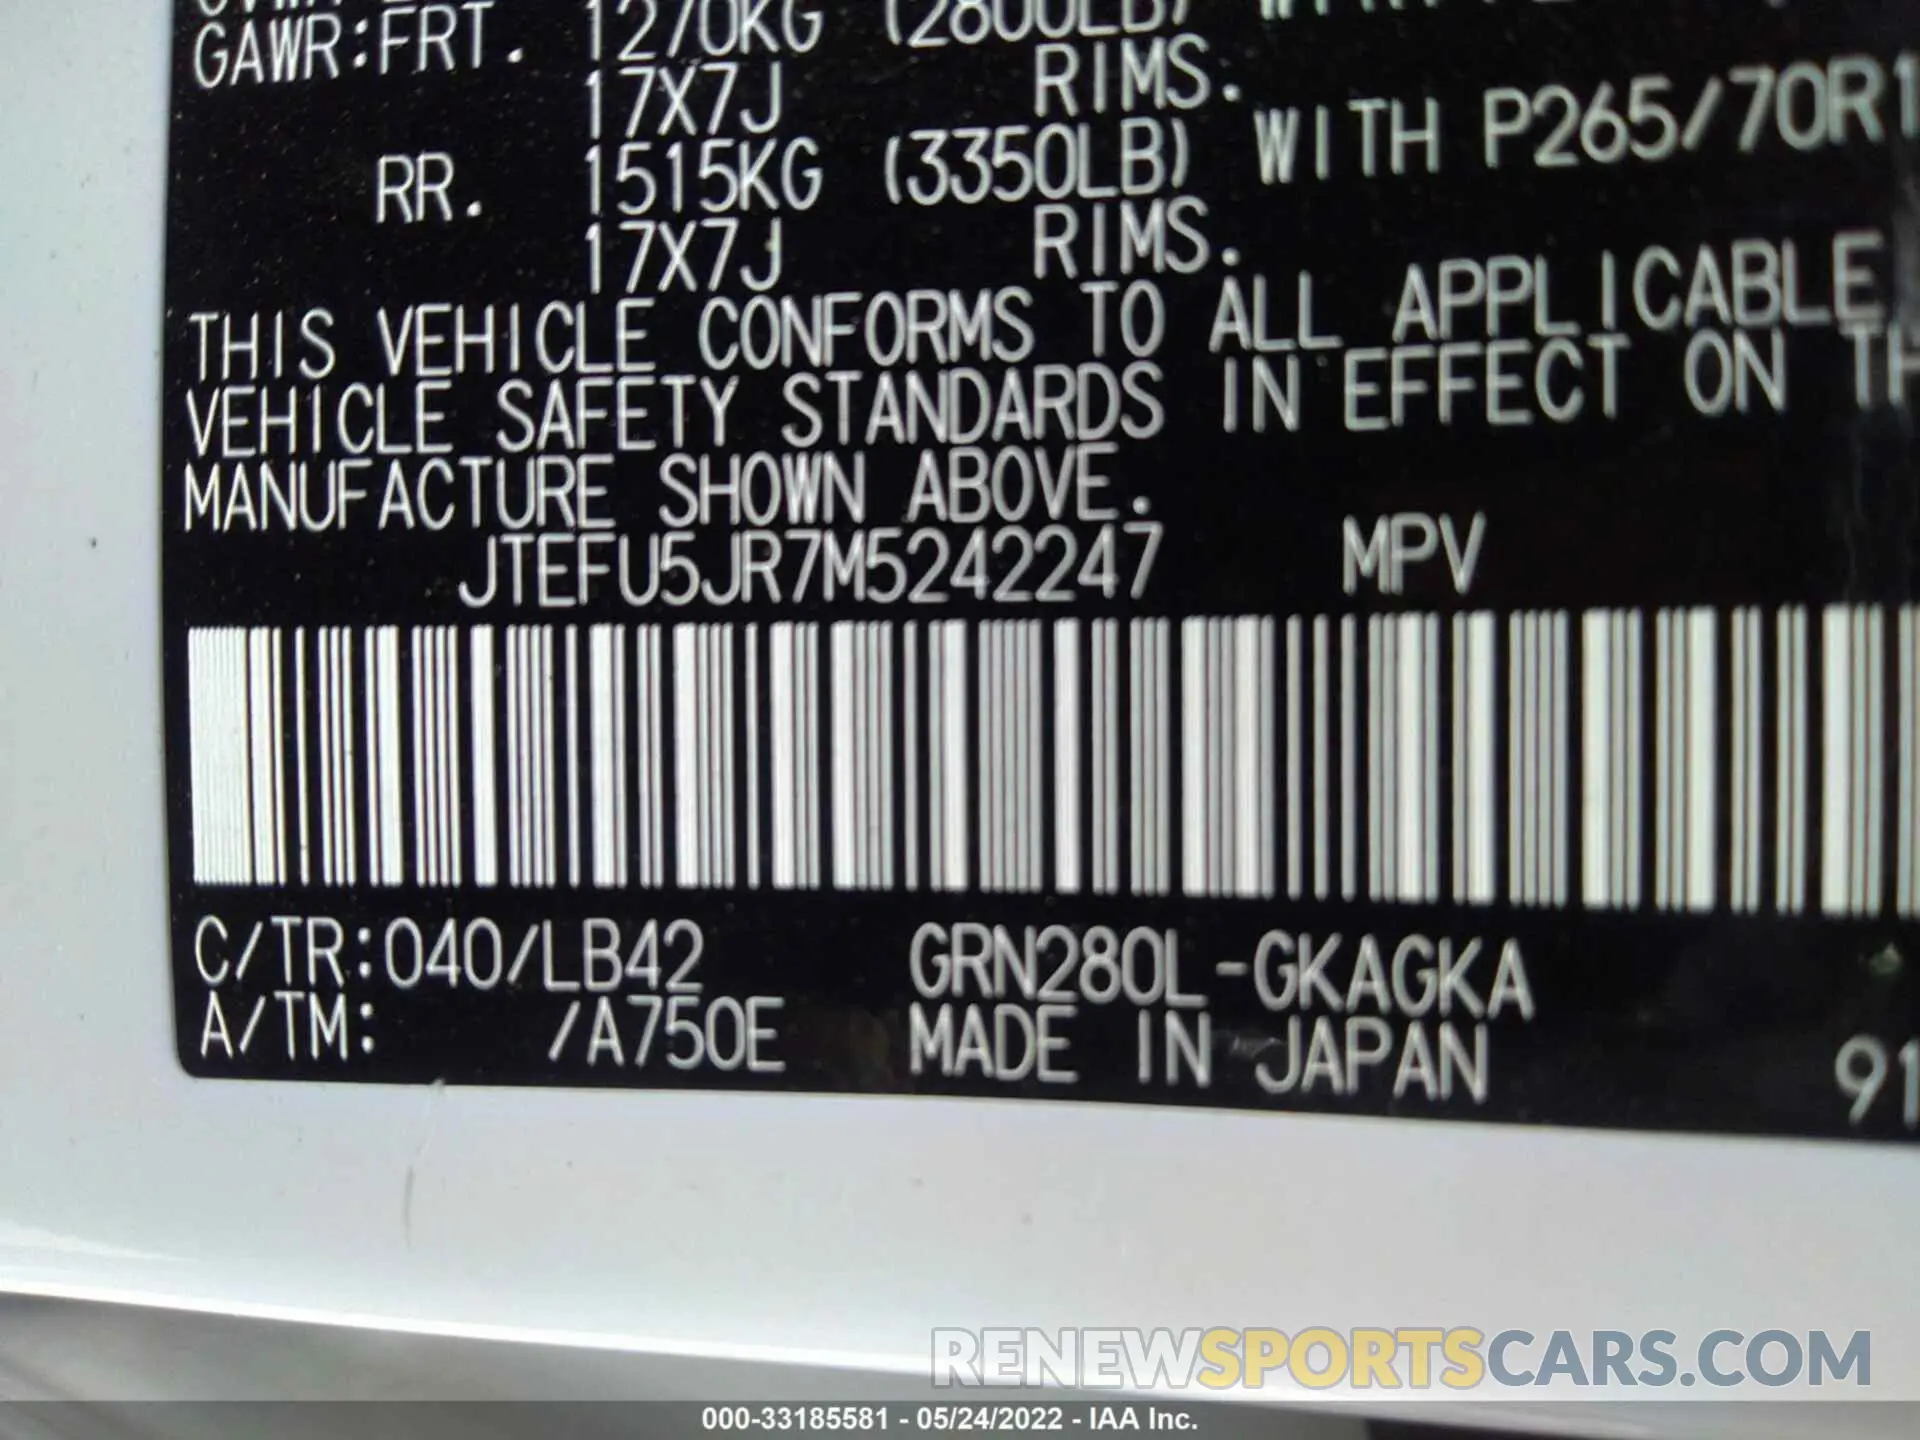 GAWR:FRT. 1270KG (2800LB)
17X7J RIMS.
RR. 1515KG (3350LB) WITH P265/70R1
17X7J RIMS.
THIS VEHICLE CONFORMS TO ALL APPLICABLE
VEHICLE SAFETY STANDARDS IN EFFECT ON TH
MANUFACTURE SHOWN ABOVE.
JTEFU5JR7M5242247 MPV
C/TR:040/LB42 GRN280L-GKAGKA
A/TM: /A750E MADE IN JAPAN 91
RENEWSPORTSCARS.COM
000-33185581 - 05/24/2022 - IAA Inc.